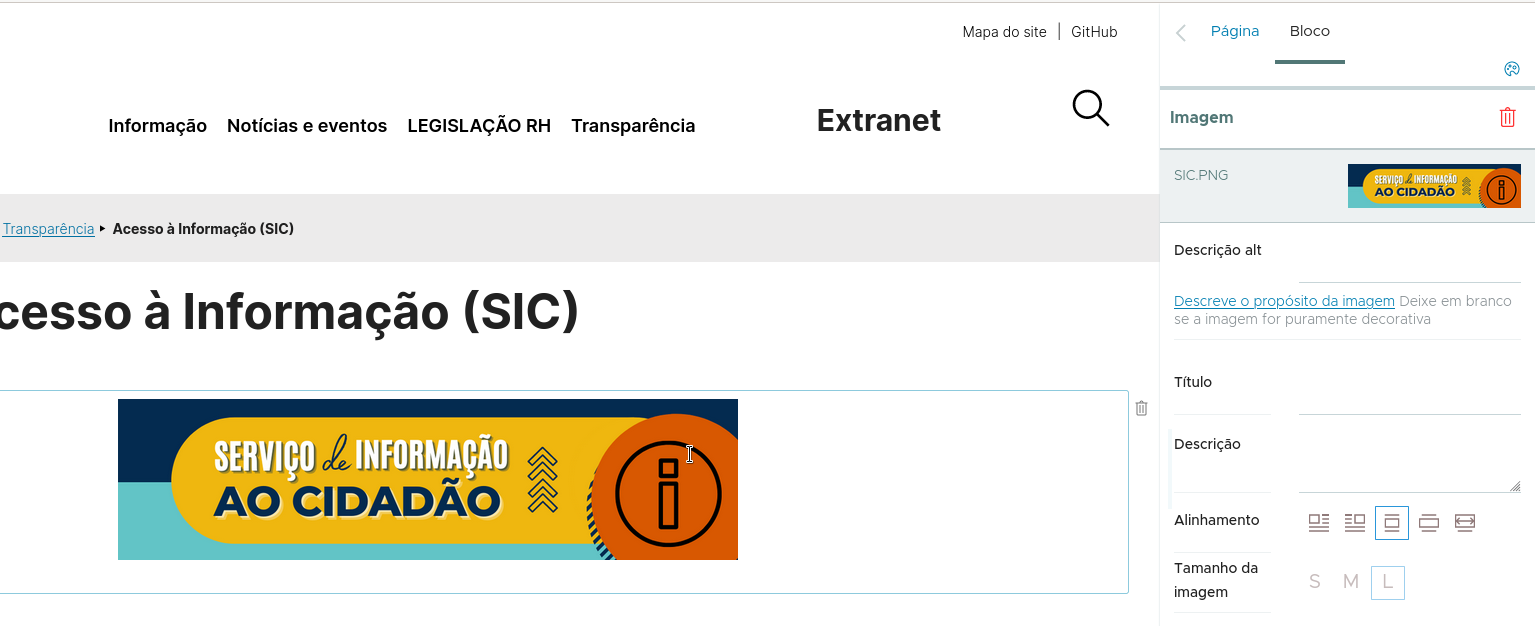 Mapa do site | GitHub
Informação Notícias e eventos LEGISLAÇÃO RH Transparência Extranet
Transparência ▸ Acesso à Informação (SIC)
cesso à Informação (SIC)
SERVIÇO de INFORMAÇÃO
AO CIDADÃO
Página Bloco
Imagem
SIC.PNG
SERVIÇO de INFORMAÇÃO
AO CIDADÃO
Descrição alt
Descreve o propósito da imagem Deixe em branco
se a imagem for puramente decorativa
Título
Descrição
Alinhamento
Tamanho da
imagem
S M L